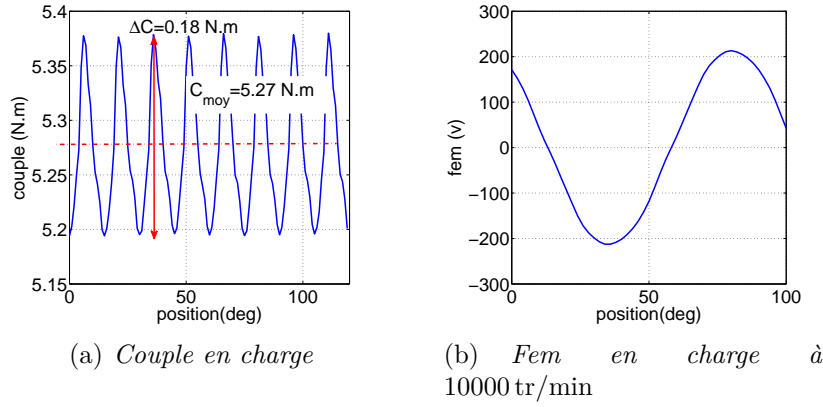 5.4
5.35
5.3
5.25
5.2
5.15
couple (N.m)
ΔC=0.18 N.m
C_moy=5.27 N.m
0 50 100
position(deg)
(a) Couple en charge
300
200
100
0
−100
−200
−300
fem (v)
0 50 100
position(deg)
(b) Fem en charge à
10000 tr/min